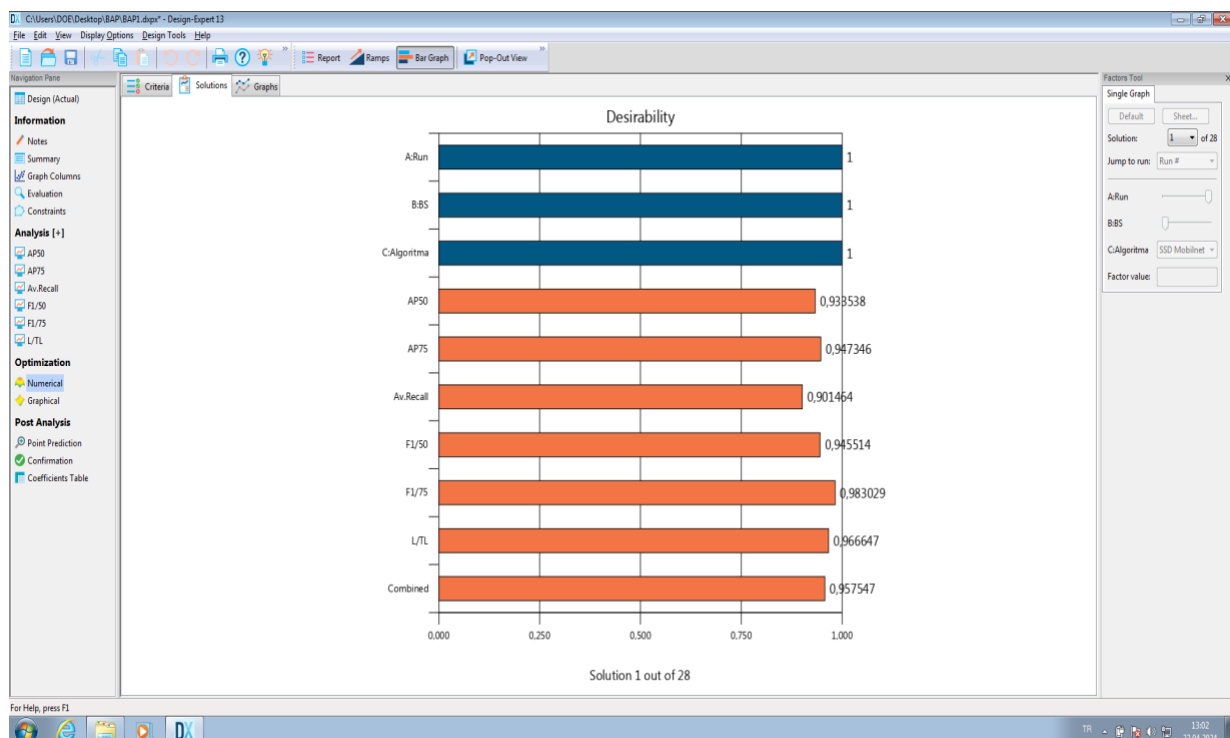 C:\Users\DOE\Desktop\BAP\BAP1.dxpx* - Design-Expert 13
File Edit View Display Options Design Tools Help
Report Ramps Bar Graph Pop-Out View
Navigation Pane
Design (Actual)
Information
Notes
Summary
Graph Columns
Evaluation
Constraints
Analysis [+]
AP50
AP75
Av.Recall
F1/50
F1/75
L/TL
Optimization
Numerical
Graphical
Post Analysis
Point Prediction
Confirmation
Coefficients Table
Criteria Solutions Graphs
Desirability
A:Run 1
B:BS 1
C:Algoritma 1
AP50 0,933538
AP75 0,947346
Av.Recall 0,901464
F1/50 0,945514
F1/75 0,983029
L/TL 0,966647
Combined 0,957547
0,000 0,250 0,500 0,750 1,000
Solution 1 out of 28
Factors Tool
Single Graph
Default Sheet...
Solution: 1 of 28
Jump to run: Run #
A:Run
B:BS
C:Algoritma SSD Mobilnet
Factor value:
For Help, press F1
DX
TR 13:02